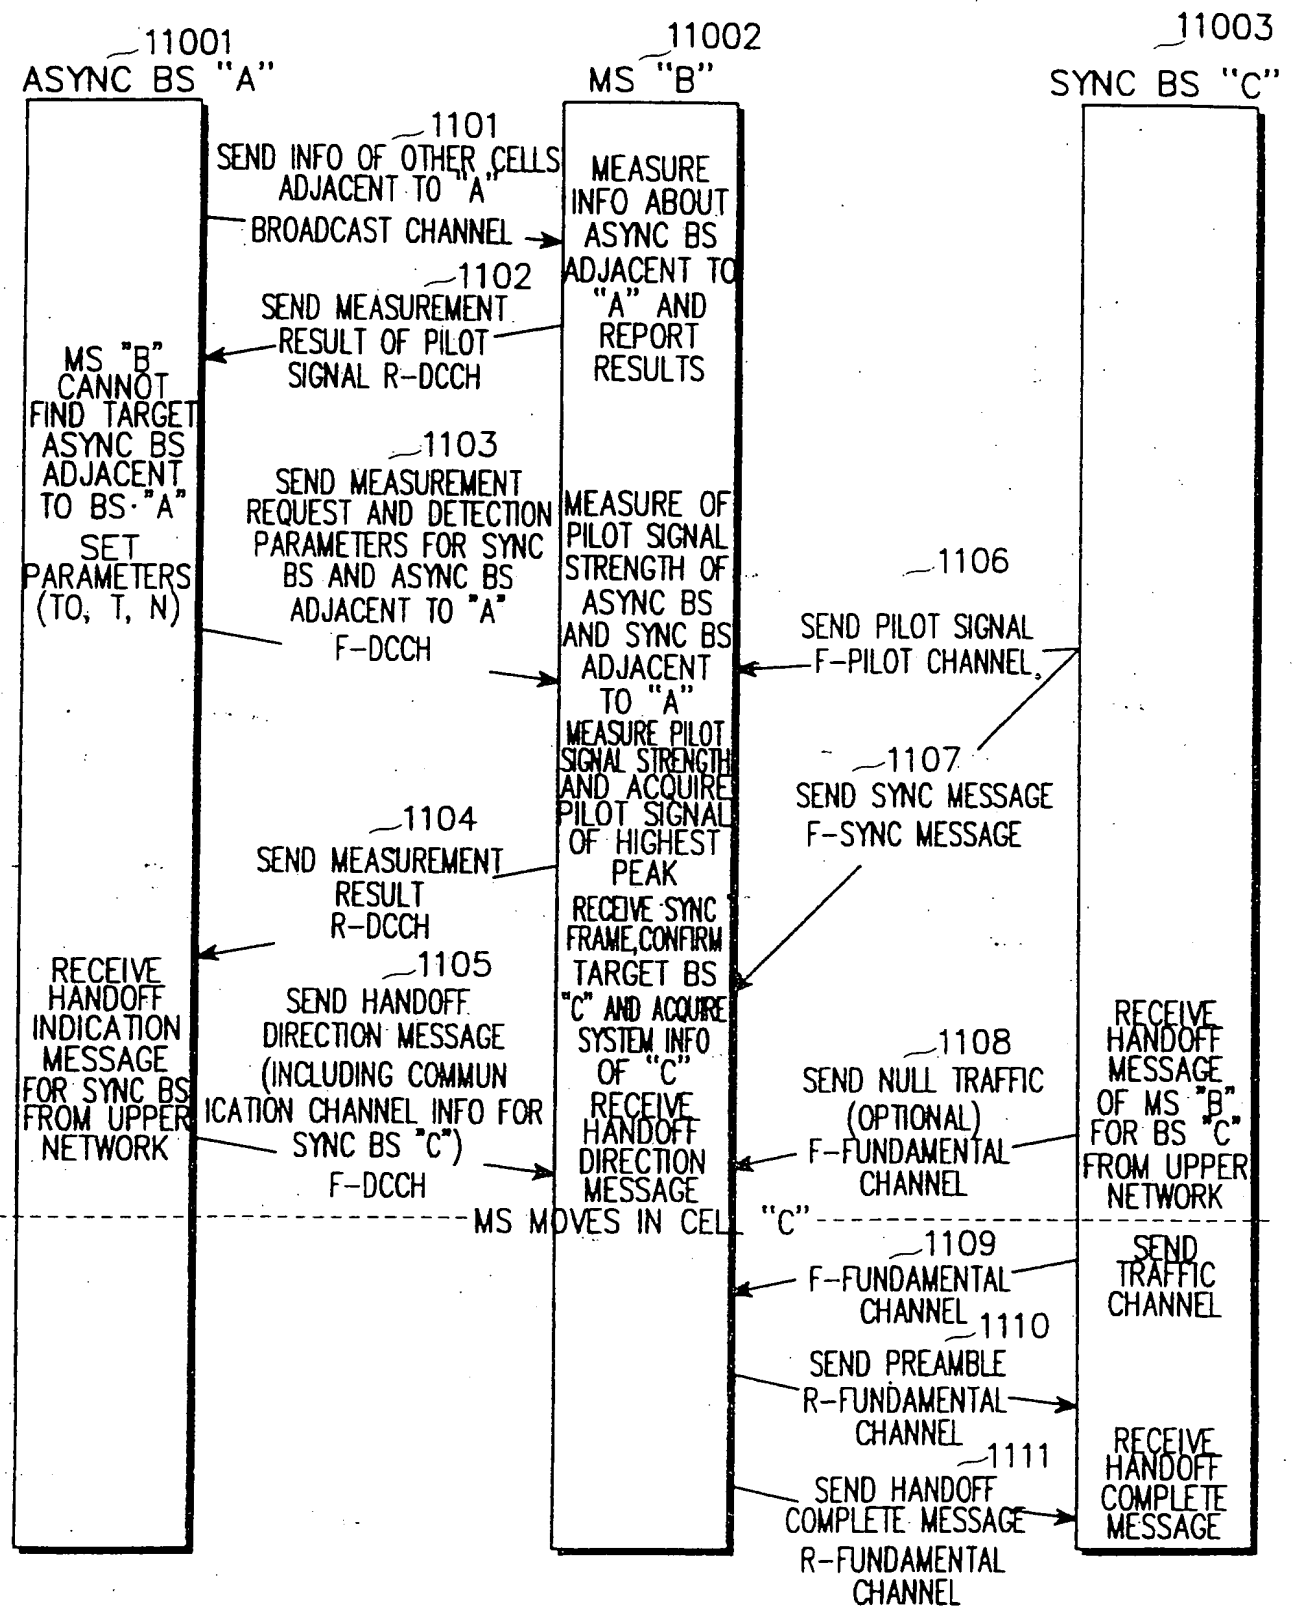 11001
ASYNC BS "A"
11002
MS "B"
11003
SYNC BS "C"
1101
SEND INFO OF OTHER CELLS
ADJACENT TO "A"
BROADCAST CHANNEL
MEASURE
INFO ABOUT
ASYNC BS
ADJACENT TO
"A" AND
REPORT
RESULTS
1102
SEND MEASUREMENT
RESULT OF PILOT
SIGNAL R-DCCH
MS "B"
CANNOT
FIND TARGET
ASYNC BS
ADJACENT
TO BS "A"
SET
PARAMETERS
(TO, T, N)
1103
SEND MEASUREMENT
REQUEST AND DETECTION
PARAMETERS FOR SYNC
BS AND ASYNC BS
ADJACENT TO "A"
F-DCCH
MEASURE OF
PILOT SIGNAL
STRENGTH OF
ASYNC BS
AND SYNC BS
ADJACENT
TO "A"
MEASURE PILOT
SIGNAL STRENGTH
AND ACQUIRE
PILOT SIGNAL
OF HIGHEST
PEAK
1106
SEND PILOT SIGNAL
F-PILOT CHANNEL
1107
SEND SYNC MESSAGE
F-SYNC MESSAGE
1104
SEND MEASUREMENT
RESULT
R-DCCH
RECEIVE SYNC
FRAME,CONFIRM
TARGET BS
"C" AND ACQUIRE
SYSTEM INFO
OF "C"
RECEIVE
HANDOFF
DIRECTION
MESSAGE
RECEIVE
HANDOFF
INDICATION
MESSAGE
FOR SYNC BS
FROM UPPER
NETWORK
1105
SEND HANDOFF
DIRECTION MESSAGE
(INCLUDING COMMUN
ICATION CHANNEL INFO FOR
SYNC BS "C")
F-DCCH
1108
SEND NULL TRAFFIC
(OPTIONAL)
F-FUNDAMENTAL
CHANNEL
RECEIVE
HANDOFF
MESSAGE
OF MS "B"
FOR BS "C"
FROM UPPER
NETWORK
MS MOVES IN CELL "C"
1109
F-FUNDAMENTAL
CHANNEL
SEND
TRAFFIC
CHANNEL
1110
SEND PREAMBLE
R-FUNDAMENTAL
CHANNEL
1111
SEND HANDOFF
COMPLETE MESSAGE
R-FUNDAMENTAL
CHANNEL
RECEIVE
HANDOFF
COMPLETE
MESSAGE